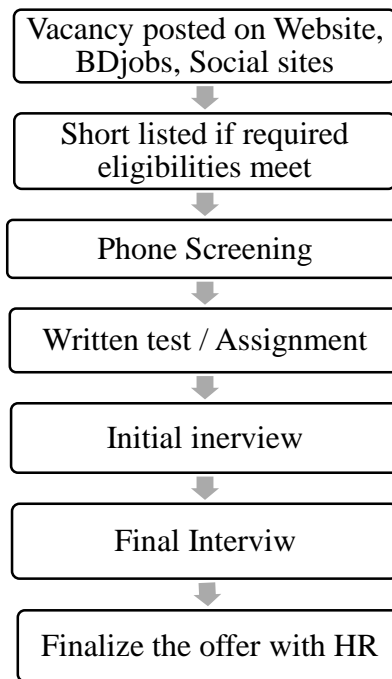 Vacancy posted on Website,
BDjobs, Social sites
Short listed if required
eligibilities meet
Phone Screening
Written test / Assignment
Initial inerview
Final Interviw
Finalize the offer with HR